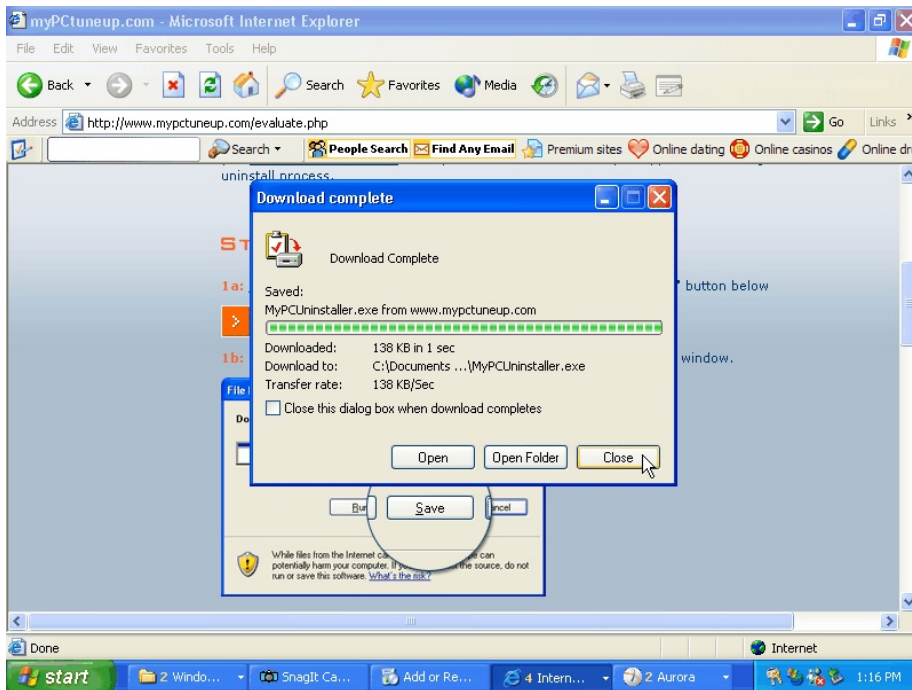 myPCtuneup.com - Microsoft Internet Explorer
File Edit View Favorites Tools Help
Back Search Favorites Media
Address http://www.mypctuneup.com/evaluate.php Go Links
Search People Search Find Any Email Premium sites Online dating Online casinos Online dr
uninstall process.
Download complete
St
Download Complete
1a: button below
Saved:
MyPCUninstaller.exe from www.mypctuneup.com
Downloaded: 138 KB in 1 sec
1b: window.
Download to: C:\Documents ...\MyPCUninstaller.exe
Transfer rate: 138 KB/Sec
File
Close this dialog box when download completes
Do
Open Open Folder Close
Run Save ncel
While files from the Internet ca can
potentially harm your computer. If y the source, do not
run or save this software. What's the risk?
Done Internet
start 2 Windo... SnagIt Ca... Add or Re... 4 Intern... 2 Aurora 1:16 PM